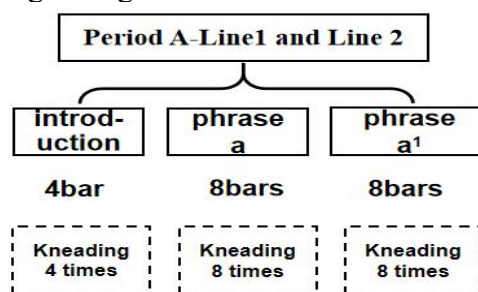 Period A-Line1 and Line 2
introd-
uction
phrase
a
phrase
a¹
4bar
8bars
8bars
Kneading
4 times
Kneading
8 times
Kneading
8 times